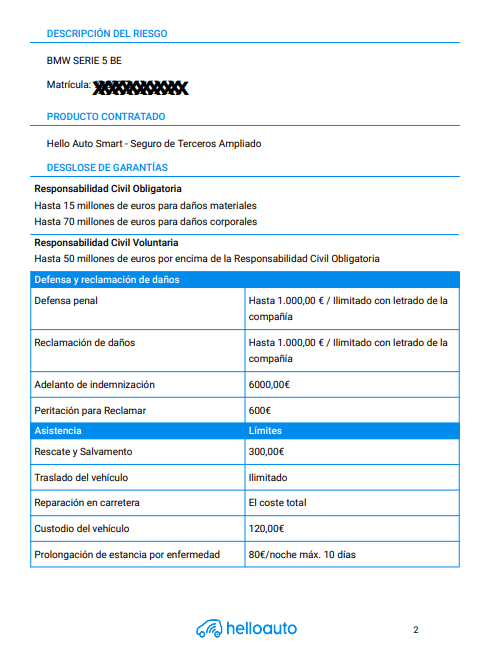 DESCRIPCIÓN DEL RIESGO
BMW SERIE 5 BE
Matrícula:
PRODUCTO CONTRATADO
Hello Auto Smart - Seguro de Terceros Ampliado
DESGLOSE DE GARANTÍAS
Responsabilidad Civil Obligatoria
Hasta 15 millones de euros para daños materiales
Hasta 70 millones de euros para daños corporales
Responsabilidad Civil Voluntaria
Hasta 50 millones de euros por encima de la Responsabilidad Civil Obligatoria
Defensa y reclamación de daños
Defensa penal
Hasta 1.000,00 € / Ilimitado con letrado de la
compañía
Reclamación de daños
Hasta 1.000,00 € / Ilimitado con letrado de la
compañía
Adelanto de indemnización
6000,00€
Peritación para Reclamar
600€
Asistencia
Límites
Rescate y Salvamento
300,00€
Traslado del vehículo
Ilimitado
Reparación en carretera
El coste total
Custodio del vehículo
120,00€
Prolongación de estancia por enfermedad
80€/noche máx. 10 días
helloauto
2